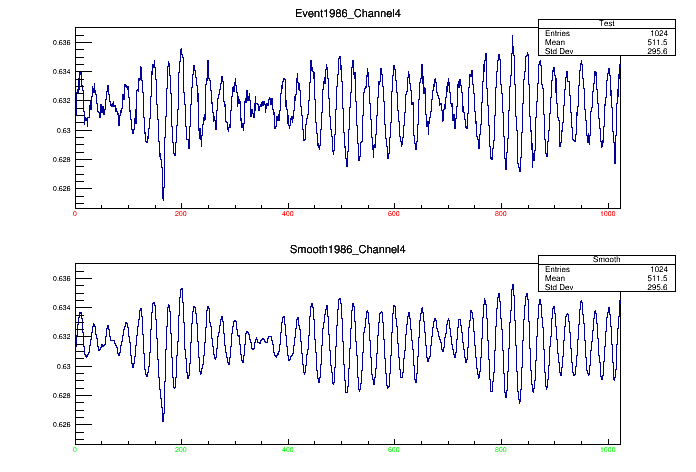 Event1986_Channel4
Test
Entries 1024
Mean 511.5
Std Dev 295.6
0.636
0.634
0.632
0.63
0.628
0.626
0 200 400 600 800 1000
Smooth1986_Channel4
Smooth
Entries 1024
Mean 511.5
Std Dev 295.6
0.636
0.634
0.632
0.63
0.628
0.626
0 200 400 600 800 1000